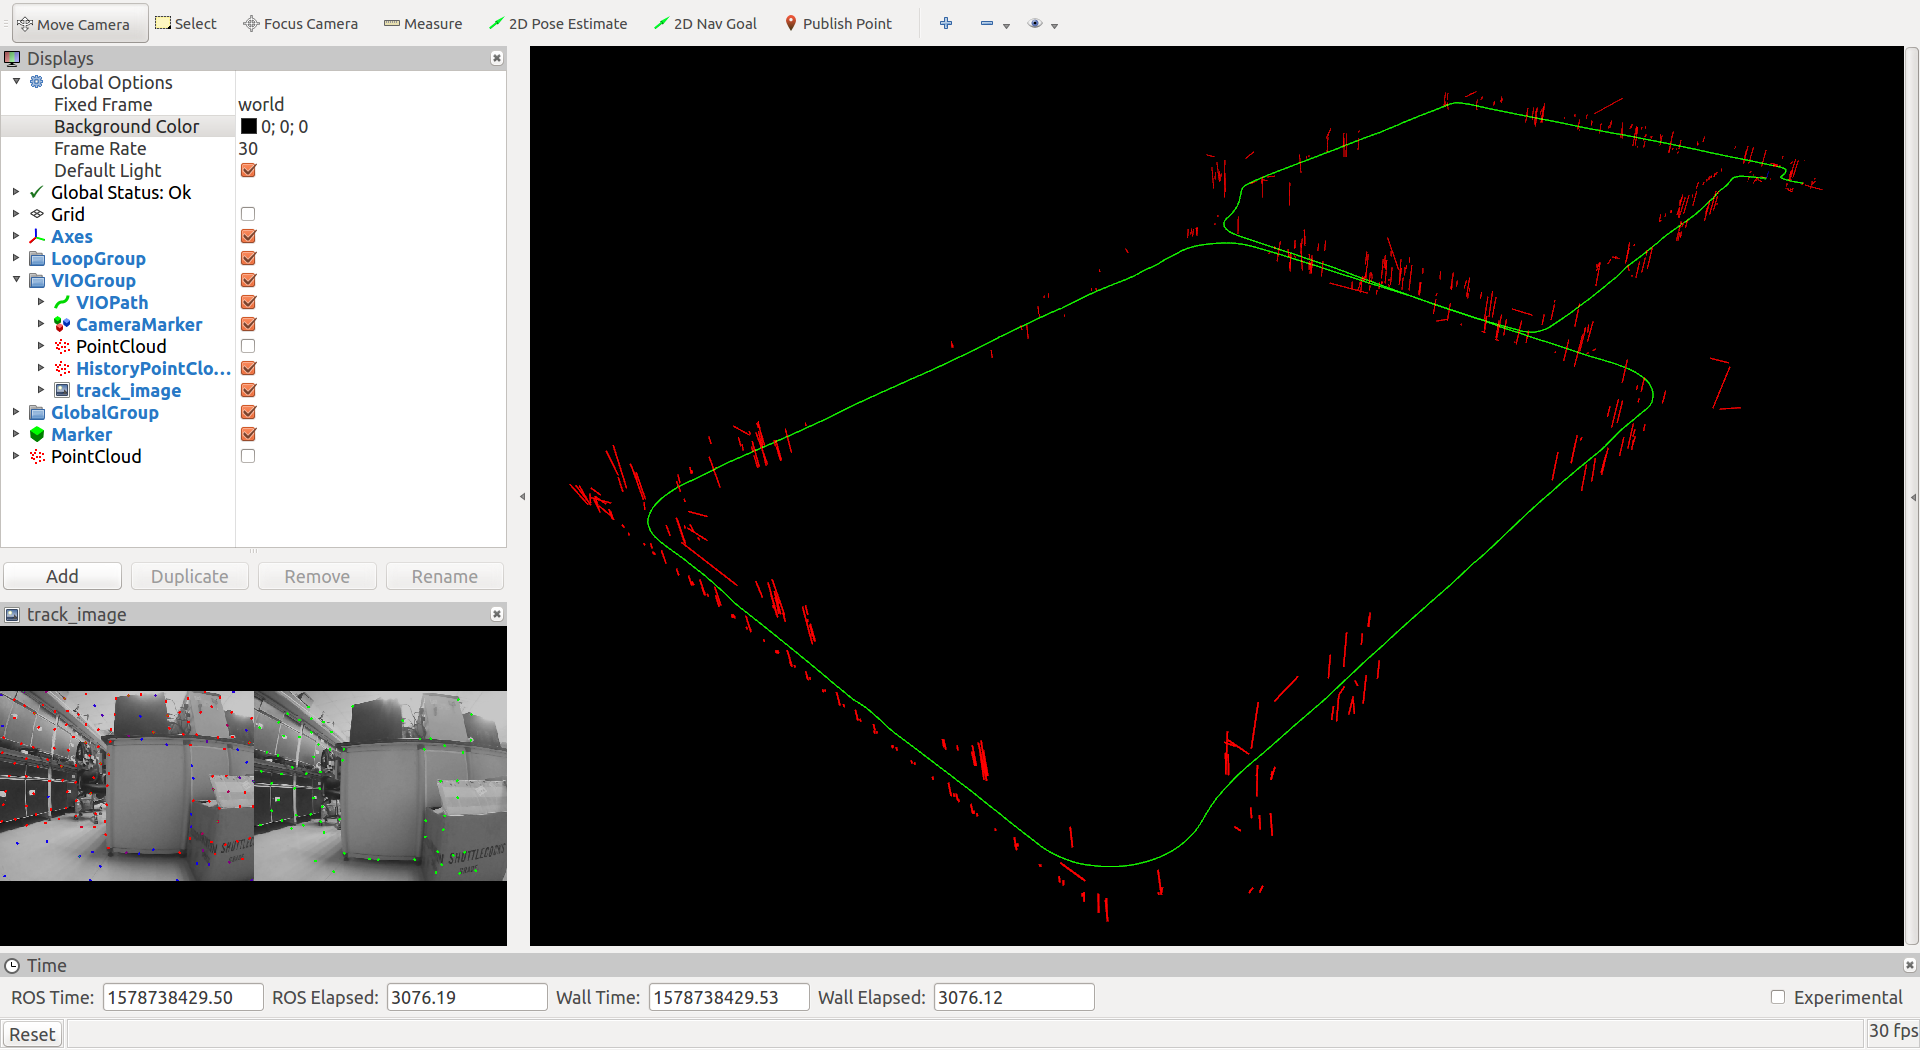 Move Camera Select Focus Camera Measure 2D Pose Estimate 2D Nav Goal Publish Point
Displays
Global Options
Fixed Frame world
Background Color 0; 0; 0
Frame Rate 30
Default Light
Global Status: Ok
Grid
Axes
LoopGroup
VIOGroup
VIOPath
CameraMarker
PointCloud
HistoryPointClo...
track_image
GlobalGroup
Marker
PointCloud
Add Duplicate Remove Rename
track_image
SHUTTLECOCKS
Time
ROS Time: 1578738429.50 ROS Elapsed: 3076.19 Wall Time: 1578738429.53 Wall Elapsed: 3076.12 Experimental
Reset 30 fps